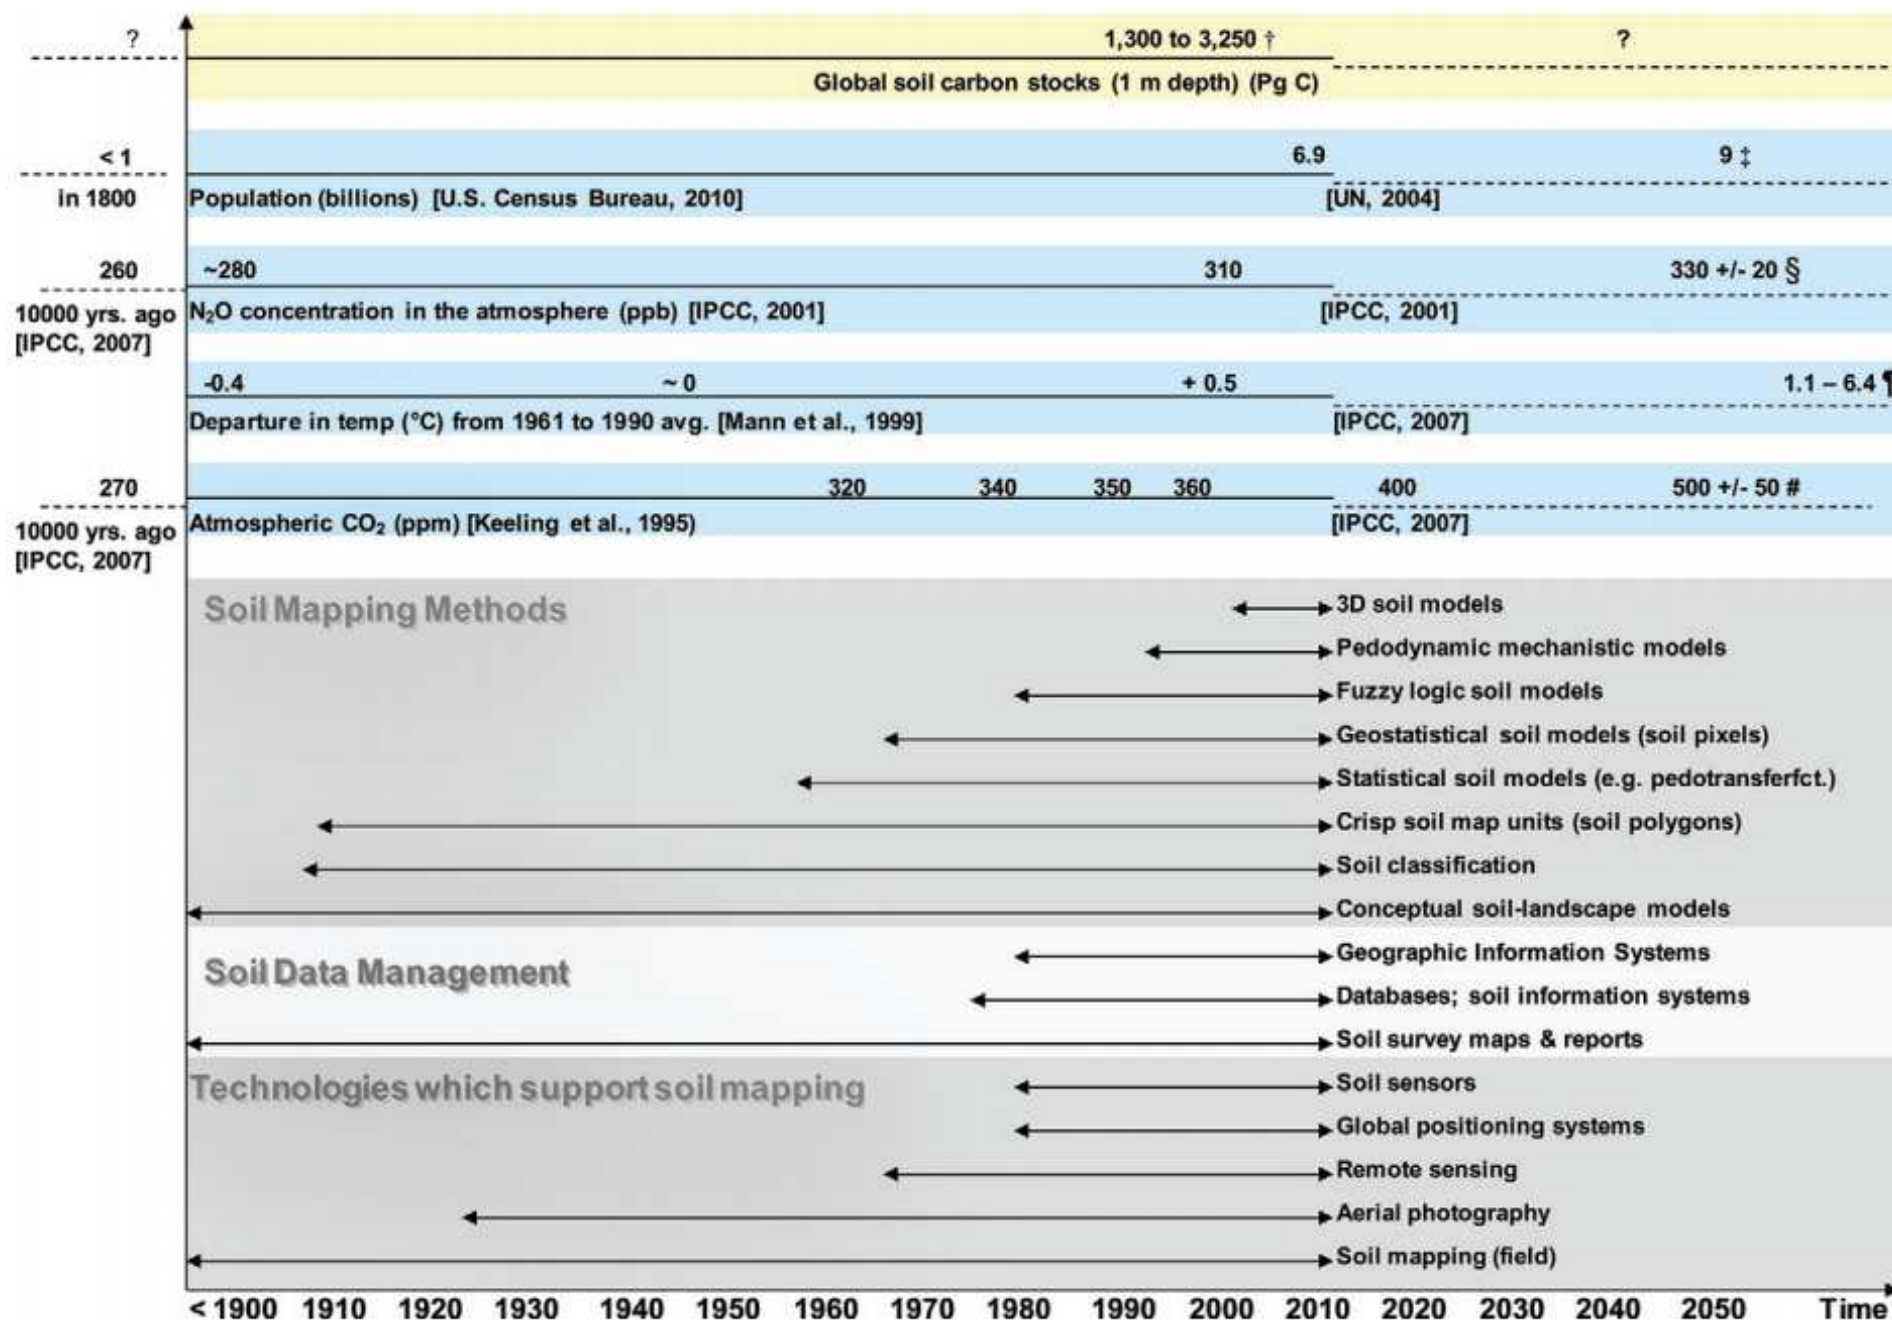 ? 1,300 to 3,250 † ?
Global soil carbon stocks (1 m depth) (Pg C)
< 1 6.9 9 ‡
in 1800 Population (billions) [U.S. Census Bureau, 2010] [UN, 2004]
260 ~280 310 330 +/- 20 §
10000 yrs. ago N₂O concentration in the atmosphere (ppb) [IPCC, 2001] [IPCC, 2001]
[IPCC, 2007]
-0.4 ~ 0 + 0.5 1.1 – 6.4 ¶
Departure in temp (°C) from 1961 to 1990 avg. [Mann et al., 1999] [IPCC, 2007]
270 320 340 350 360 400 500 +/- 50 #
10000 yrs. ago Atmospheric CO₂ (ppm) [Keeling et al., 1995) [IPCC, 2007]
[IPCC, 2007]
Soil Mapping Methods
3D soil models
Pedodynamic mechanistic models
Fuzzy logic soil models
Geostatistical soil models (soil pixels)
Statistical soil models (e.g. pedotransferfct.)
Crisp soil map units (soil polygons)
Soil classification
Conceptual soil-landscape models
Soil Data Management
Geographic Information Systems
Databases; soil information systems
Soil survey maps & reports
Technologies which support soil mapping
Soil sensors
Global positioning systems
Remote sensing
Aerial photography
Soil mapping (field)
< 1900 1910 1920 1930 1940 1950 1960 1970 1980 1990 2000 2010 2020 2030 2040 2050 Time